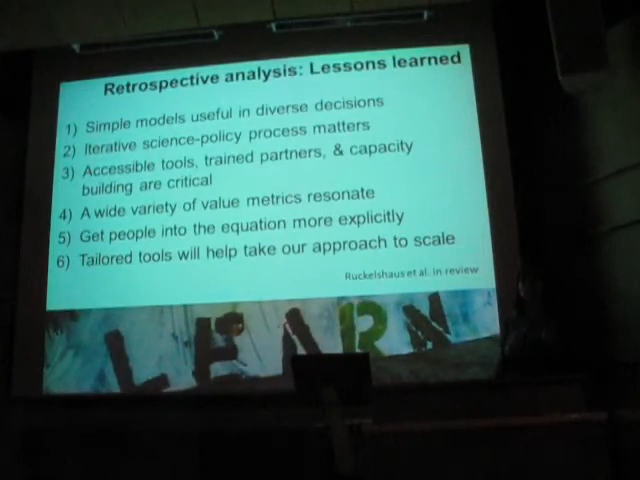 Retrospective analysis: Lessons learned
1) Simple models useful in diverse decisions
2) Iterative science-policy process matters
3) Accessible tools, trained partners, & capacity
building are critical
4) A wide variety of value metrics resonate
5) Get people into the equation more explicitly
6) Tailored tools will help take our approach to scale
Ruckelshaus et al. in review
LEARN